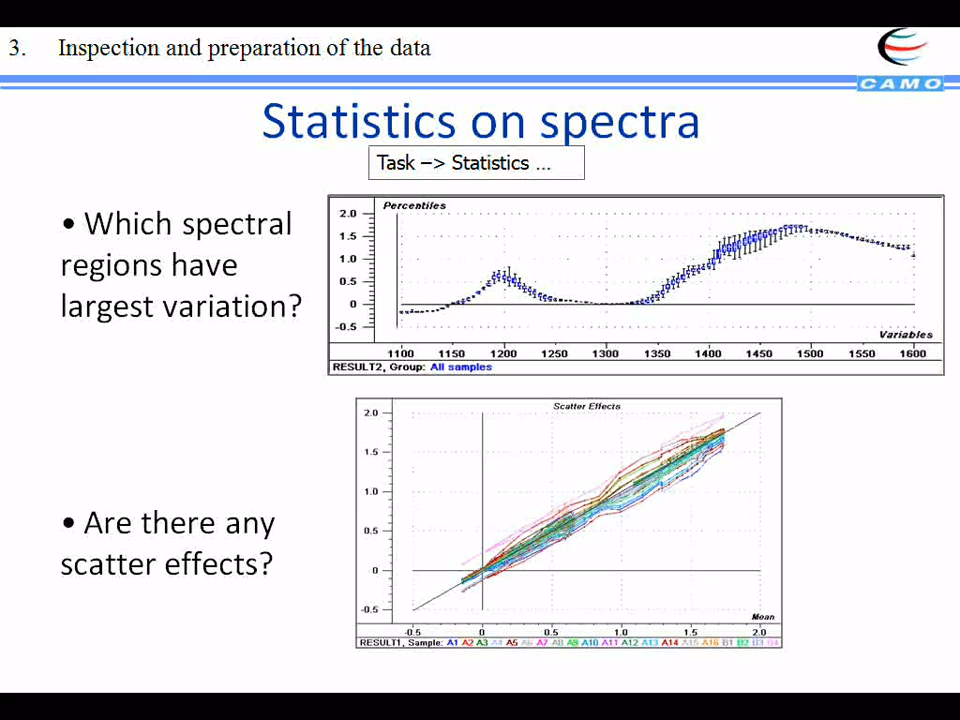 3. Inspection and preparation of the data
CAMO
Statistics on spectra
Task –> Statistics ...
• Which spectral
regions have
largest variation?
Percentiles
2.0
1.5
1.0
0.5
0
-0.5
Variables
1100 1150 1200 1250 1300 1350 1400 1450 1500 1550 1600
RESULT2, Group: All samples
• Are there any
scatter effects?
Scatter Effects
2.0
1.5
1.0
0.5
0
-0.5
Mean
-0.5 0 0.5 1.0 1.5 2.0
RESULT1, Sample: A1 A2 A3 A4 A5 A6 A7 A8 A9 A10 A11 A12 A13 A14 A15 A16 B1 B2 B3 B4